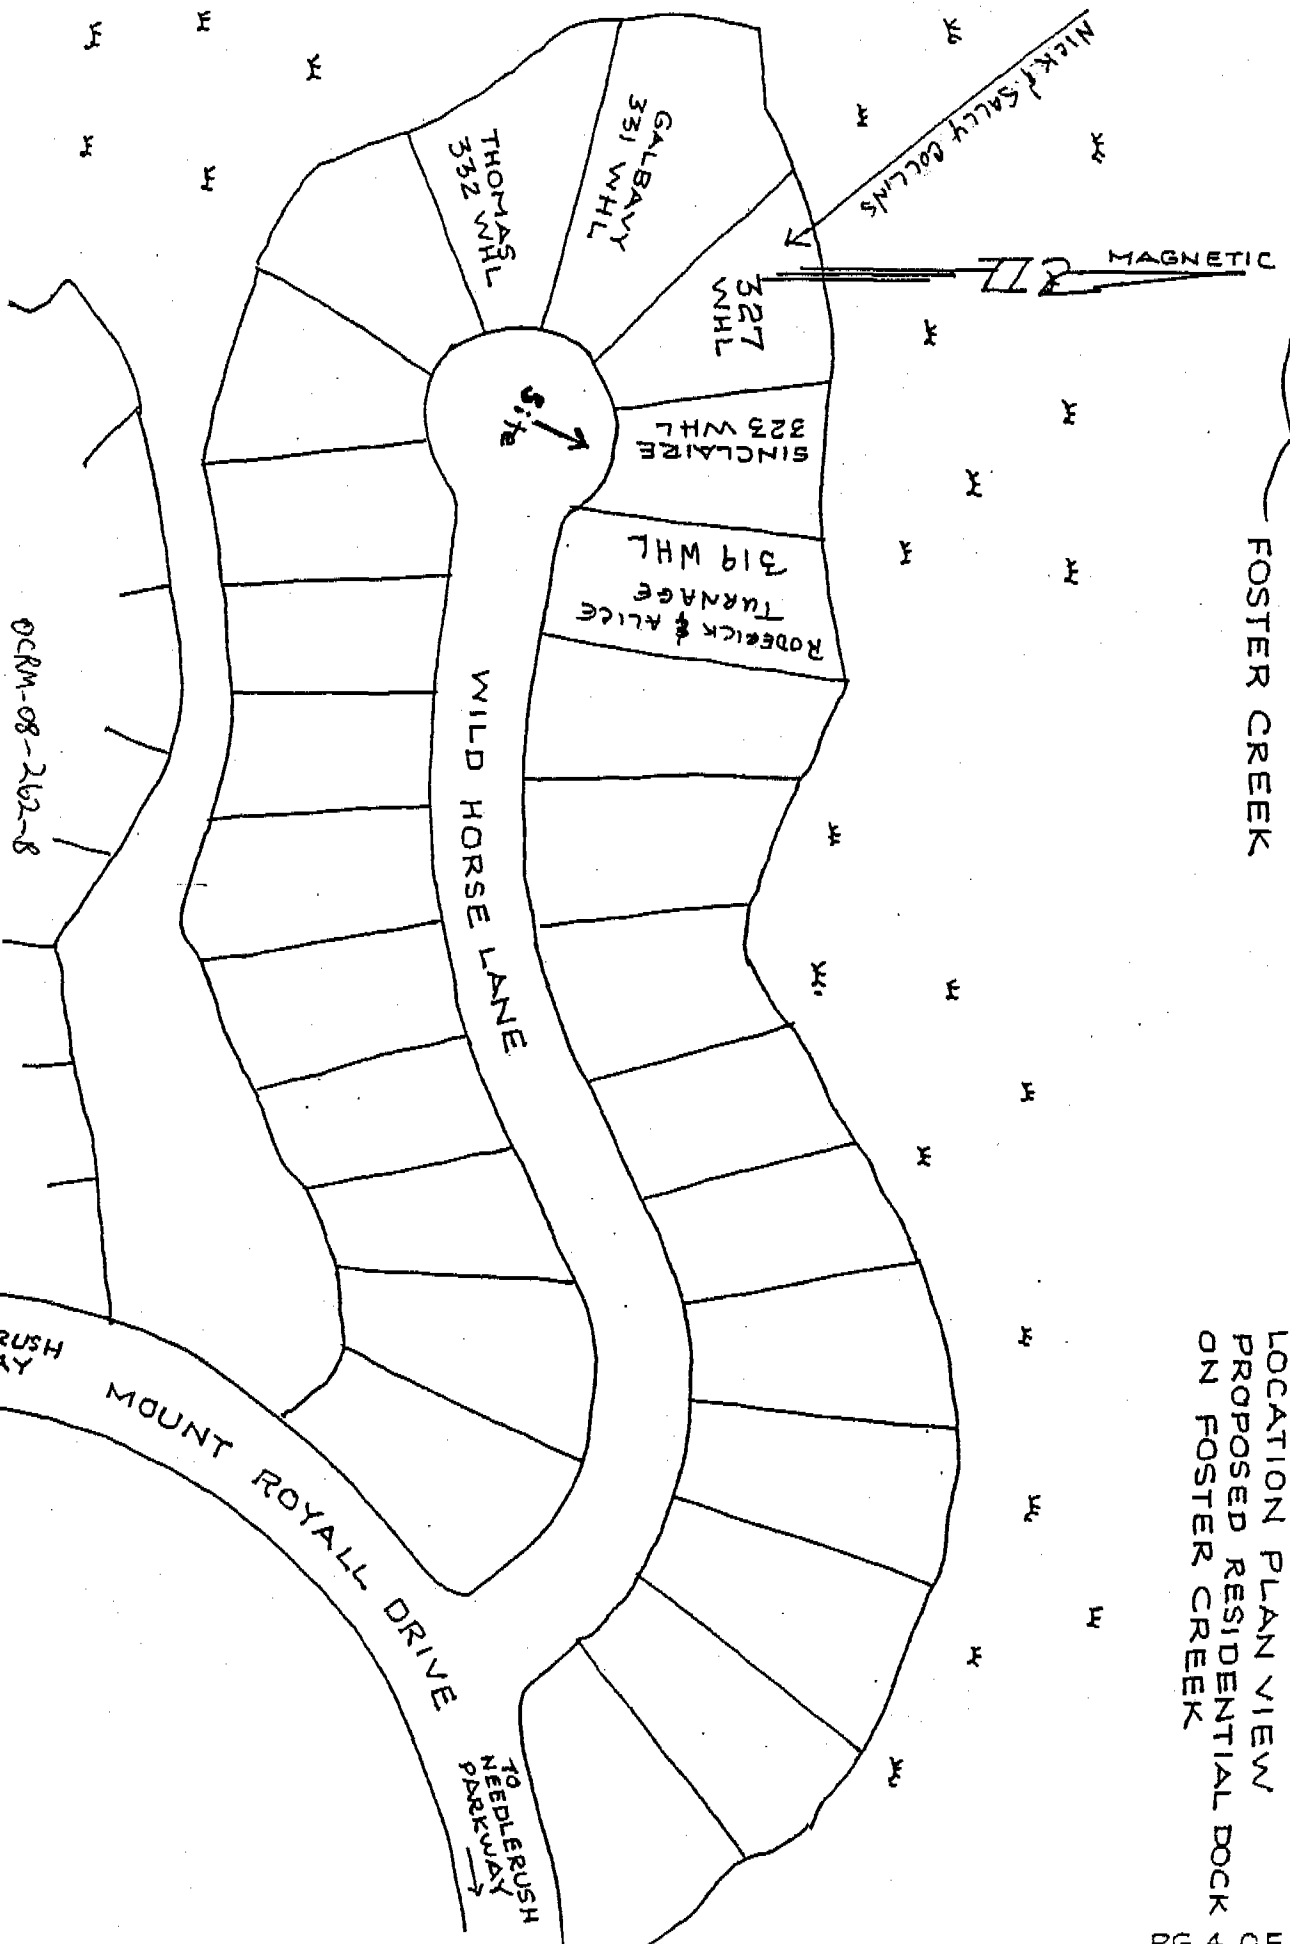 LOCATION PLAN VIEW
PROPOSED RESIDENTIAL DOCK
ON FOSTER CREEK
PG 4 OF
FOSTER CREEK
MAGNETIC
NICK & SALLY COLLINS
327
WHL
GALBAVY
331 WHL
THOMAS
332 WHL
Site
SINCLAIRE
323 WHL
RODERICK & ALICE
TURNAGE
319 WHL
WILD HORSE LANE
OCRM-08-262-B
MOUNT ROYALL DRIVE
TO
NEEDLERUSH
PARKWAY
RUSH
AY